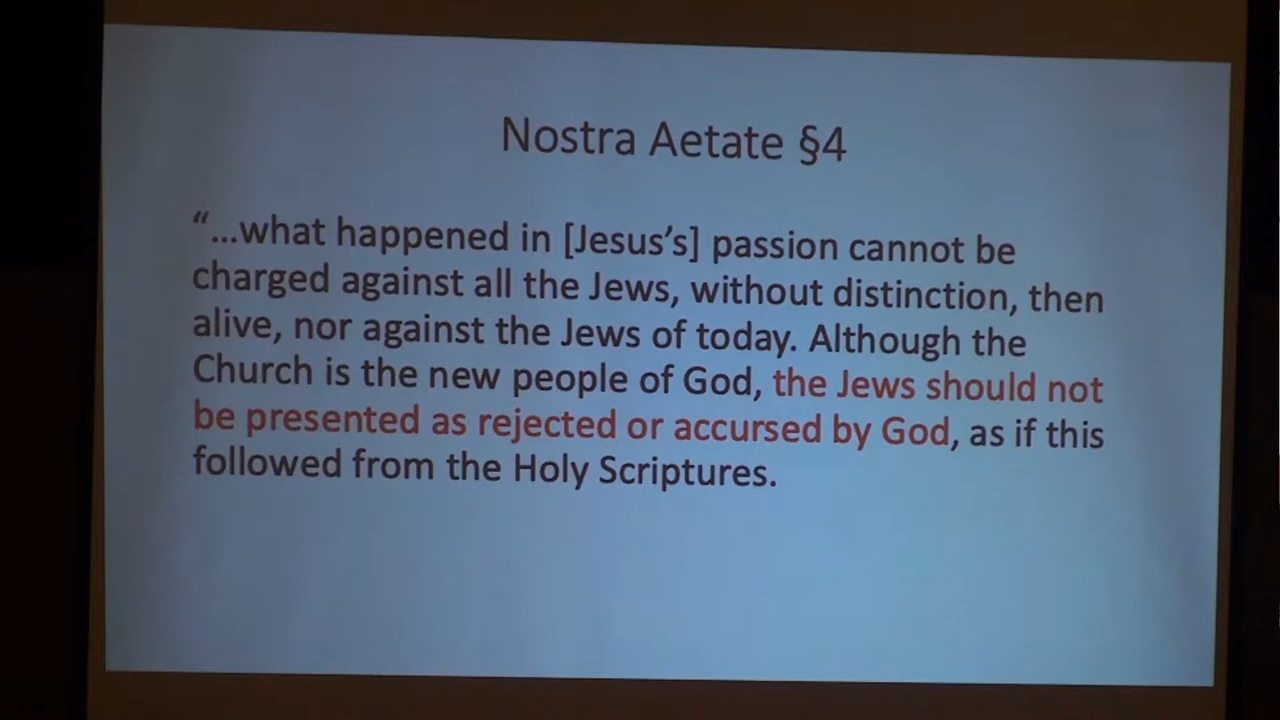 Nostra Aetate §4
“...what happened in [Jesus’s] passion cannot be
charged against all the Jews, without distinction, then
alive, nor against the Jews of today. Although the
Church is the new people of God, the Jews should not
be presented as rejected or accursed by God, as if this
followed from the Holy Scriptures.